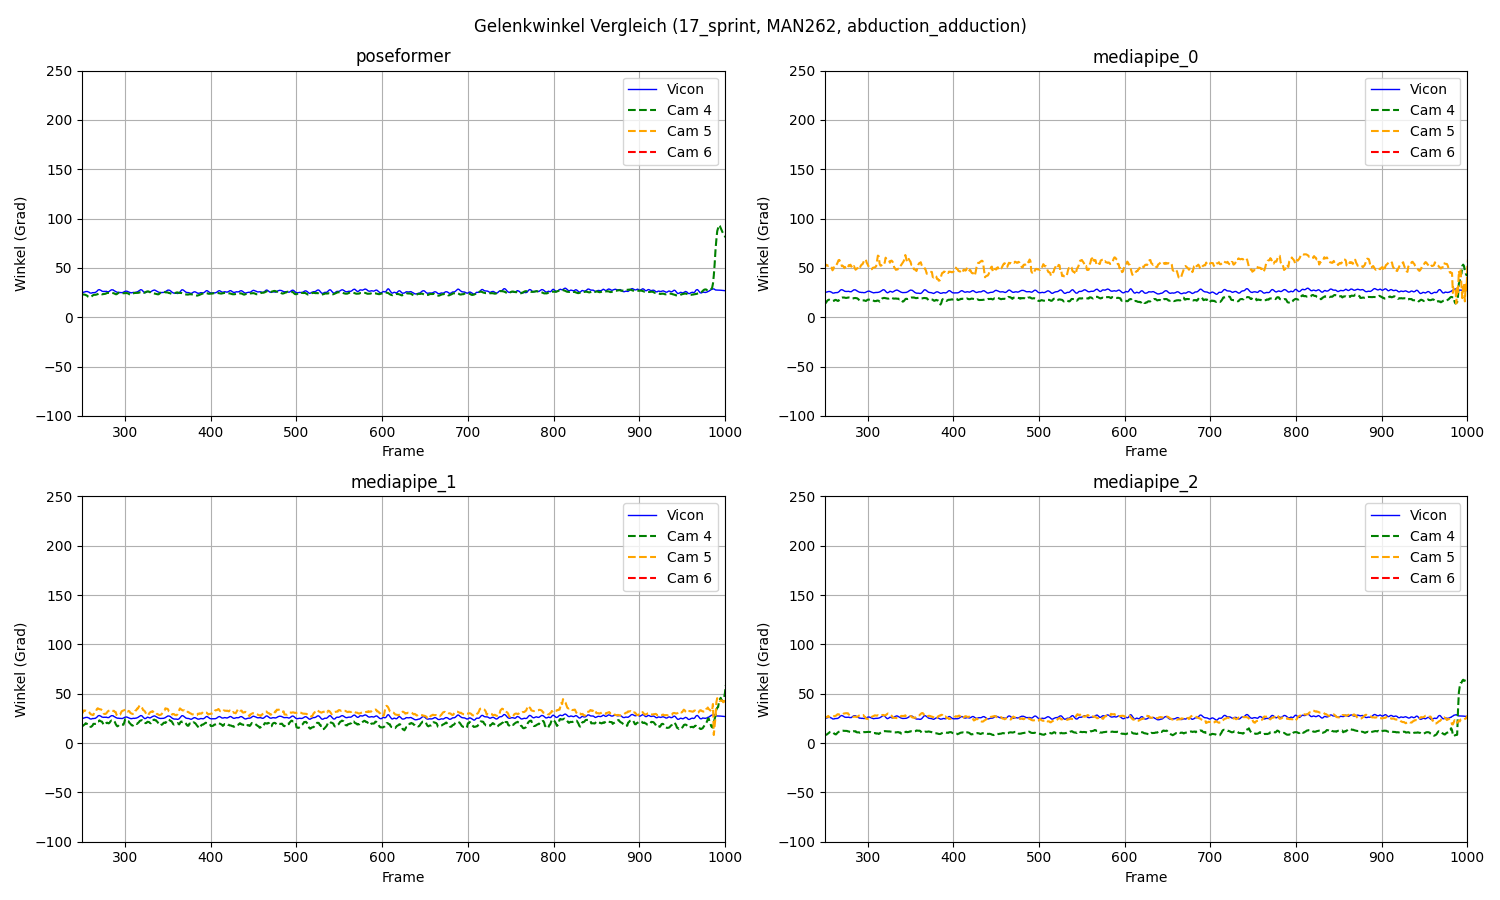 Gelenkwinkel Vergleich (17_sprint, MAN262, abduction_adduction)
poseformer
250
200
150
100
50
0
−50
−100
Winkel (Grad)
300 400 500 600 700 800 900 1000
Frame
Vicon
Cam 4
Cam 5
Cam 6
mediapipe_0
250
200
150
100
50
0
−50
−100
Winkel (Grad)
300 400 500 600 700 800 900 1000
Frame
Vicon
Cam 4
Cam 5
Cam 6
mediapipe_1
250
200
150
100
50
0
−50
−100
Winkel (Grad)
300 400 500 600 700 800 900 1000
Frame
Vicon
Cam 4
Cam 5
Cam 6
mediapipe_2
250
200
150
100
50
0
−50
−100
Winkel (Grad)
300 400 500 600 700 800 900 1000
Frame
Vicon
Cam 4
Cam 5
Cam 6